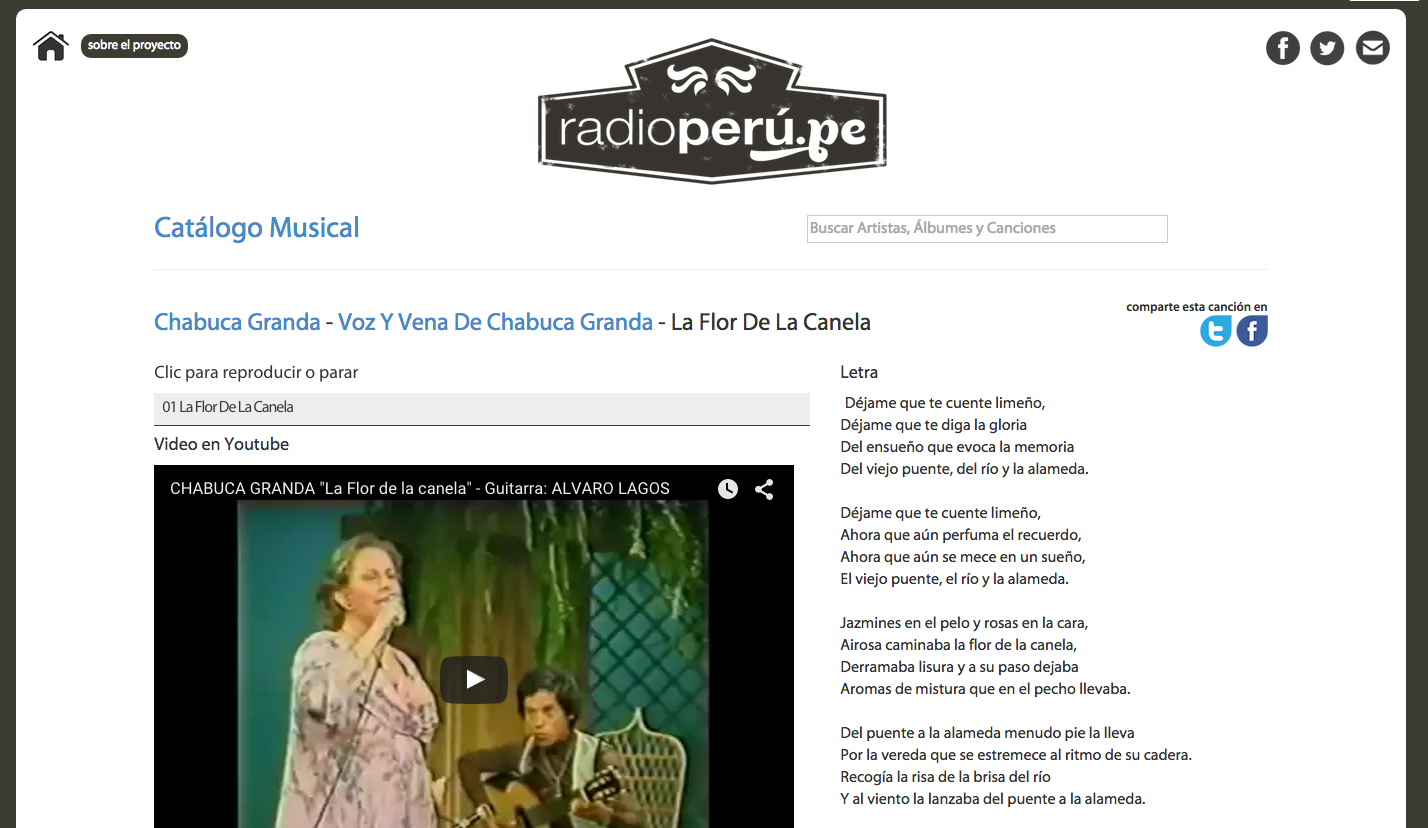 sobre el proyecto
radioperú.pe
Catálogo Musical
Buscar Artistas, Álbumes y Canciones
comparte esta canción en
Chabuca Granda - Voz Y Vena De Chabuca Granda - La Flor De La Canela
Clic para reproducir o parar
01 La Flor De La Canela
Video en Youtube
CHABUCA GRANDA "La Flor de la canela" - Guitarra: ALVARO LAGOS
Letra
Déjame que te cuente limeño,
Déjame que te diga la gloria
Del ensueño que evoca la memoria
Del viejo puente, del río y la alameda.
Déjame que te cuente limeño,
Ahora que aún perfuma el recuerdo,
Ahora que aún se mece en un sueño,
El viejo puente, el río y la alameda.
Jazmines en el pelo y rosas en la cara,
Airosa caminaba la flor de la canela,
Derramaba lisura y a su paso dejaba
Aromas de mistura que en el pecho llevaba.
Del puente a la alameda menudo pie la lleva
Por la vereda que se estremece al ritmo de su cadera.
Recogía la risa de la brisa del río
Y al viento la lanzaba del puente a la alameda.